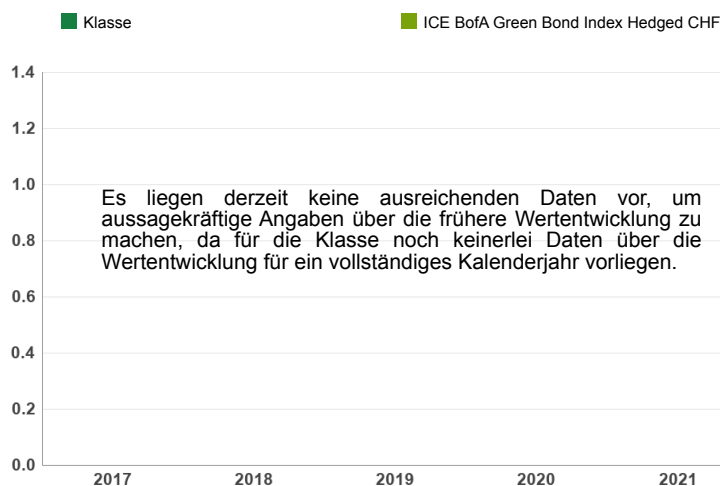 Klasse ICE BofA Green Bond Index Hedged CHF
1.4
1.2
1.0
Es liegen derzeit keine ausreichenden Daten vor, um
aussagekräftige Angaben über die frühere Wertentwicklung zu
0.8
machen, da für die Klasse noch keinerlei Daten über die
Wertentwicklung für ein vollständiges Kalenderjahr vorliegen.
0.6
0.4
0.2
0.0
2017 2018 2019 2020 2021